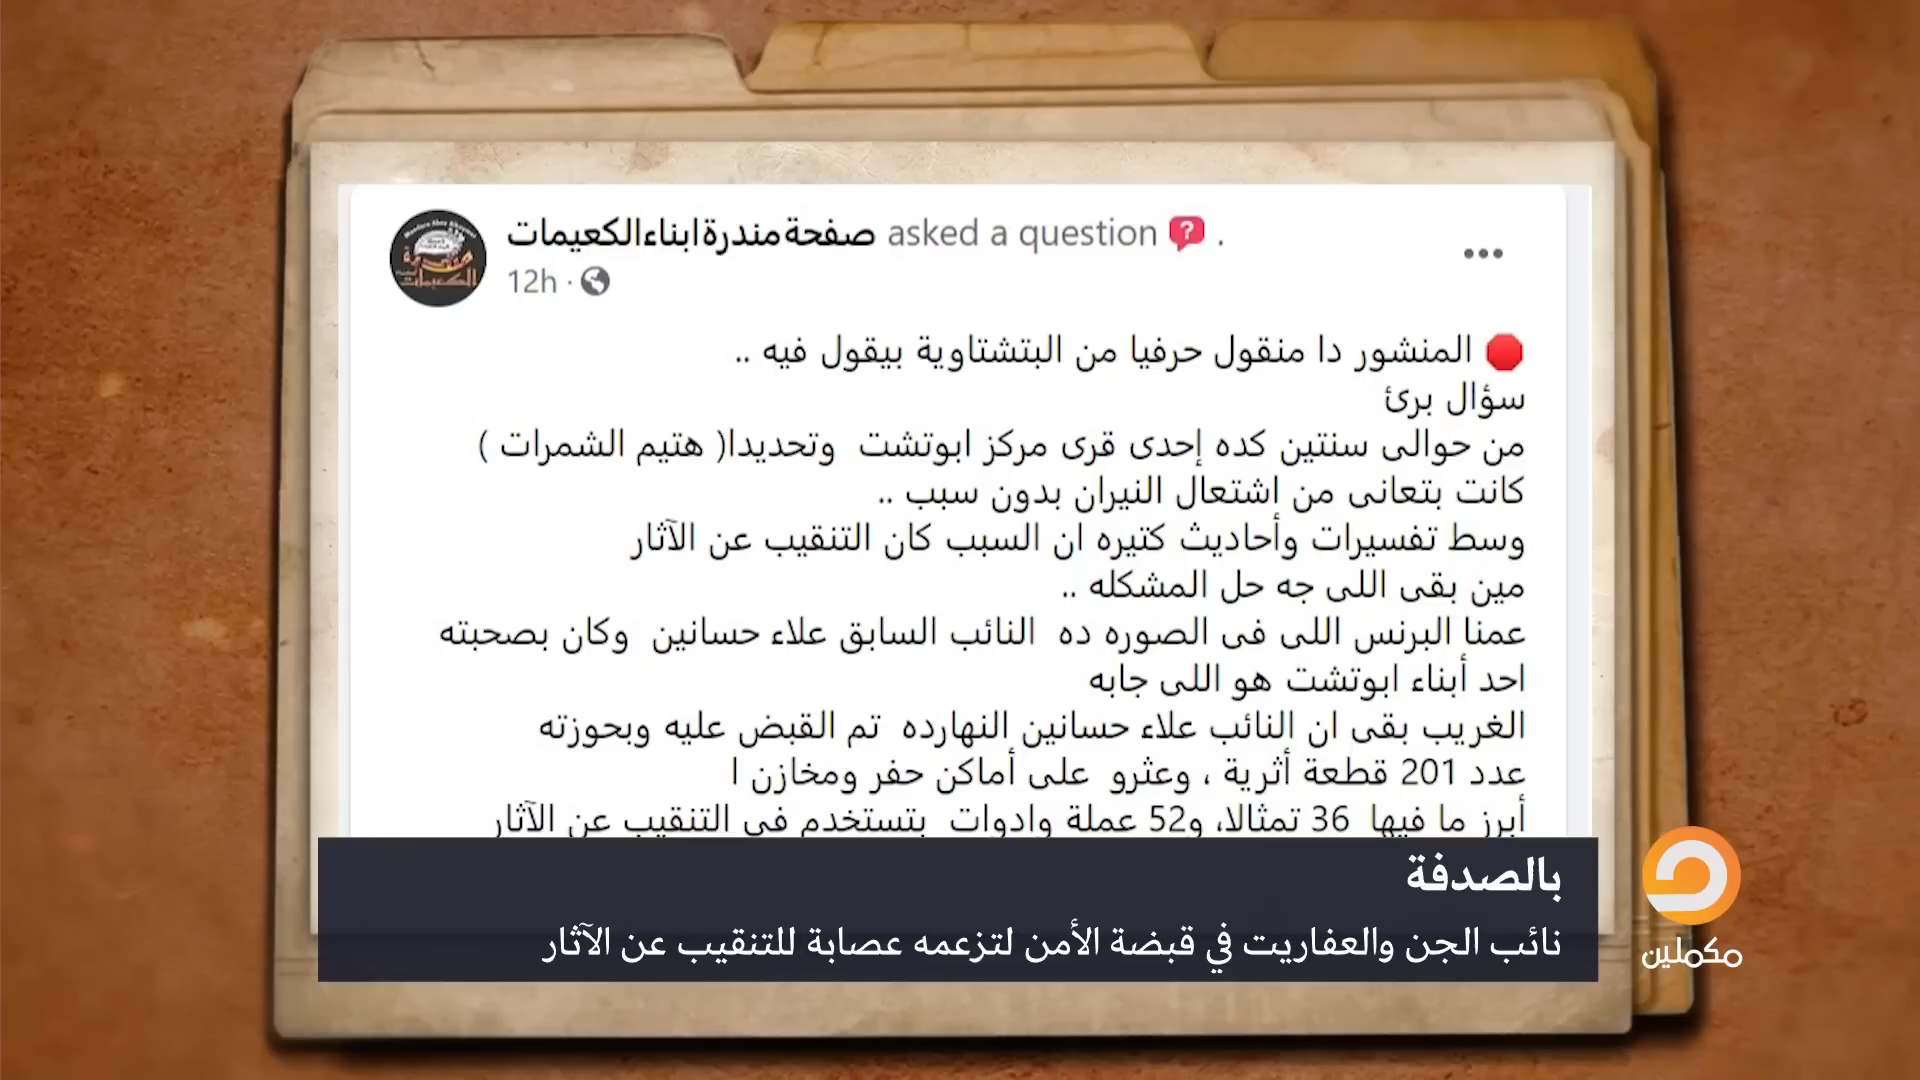 صفحة مندرة ابناء الكعيمات asked a question .
12h
المنشور دا منقول حرفيا من البتشتاوية بيقول فيه ..
سؤال برئ
من حوالى سنتين كده إحدى قرى مركز ابوتشت وتحديدا( هتيم الشمرات )
كانت بتعانى من اشتعال النيران بدون سبب ..
وسط تفسيرات وأحاديث كتيره ان السبب كان التنقيب عن الآثار
مين بقى اللى جه حل المشكله ..
عمنا البرنس اللى فى الصوره ده النائب السابق علاء حسانين وكان بصحبته
احد أبناء ابوتشت هو اللى جابه
الغريب بقى ان النائب علاء حسانين النهارده تم القبض عليه وبحوزته
عدد 201 قطعة أثرية ، وعثرو على أماكن حفر ومخازن ا
أبرز ما فيها 36 تمثالا، و52 عملة وادوات بتستخدم فى التنقيب عن الآثار
بالصدفة
نائب الجن والعفاريت في قبضة الأمن لتزعمه عصابة للتنقيب عن الآثار
مكملين